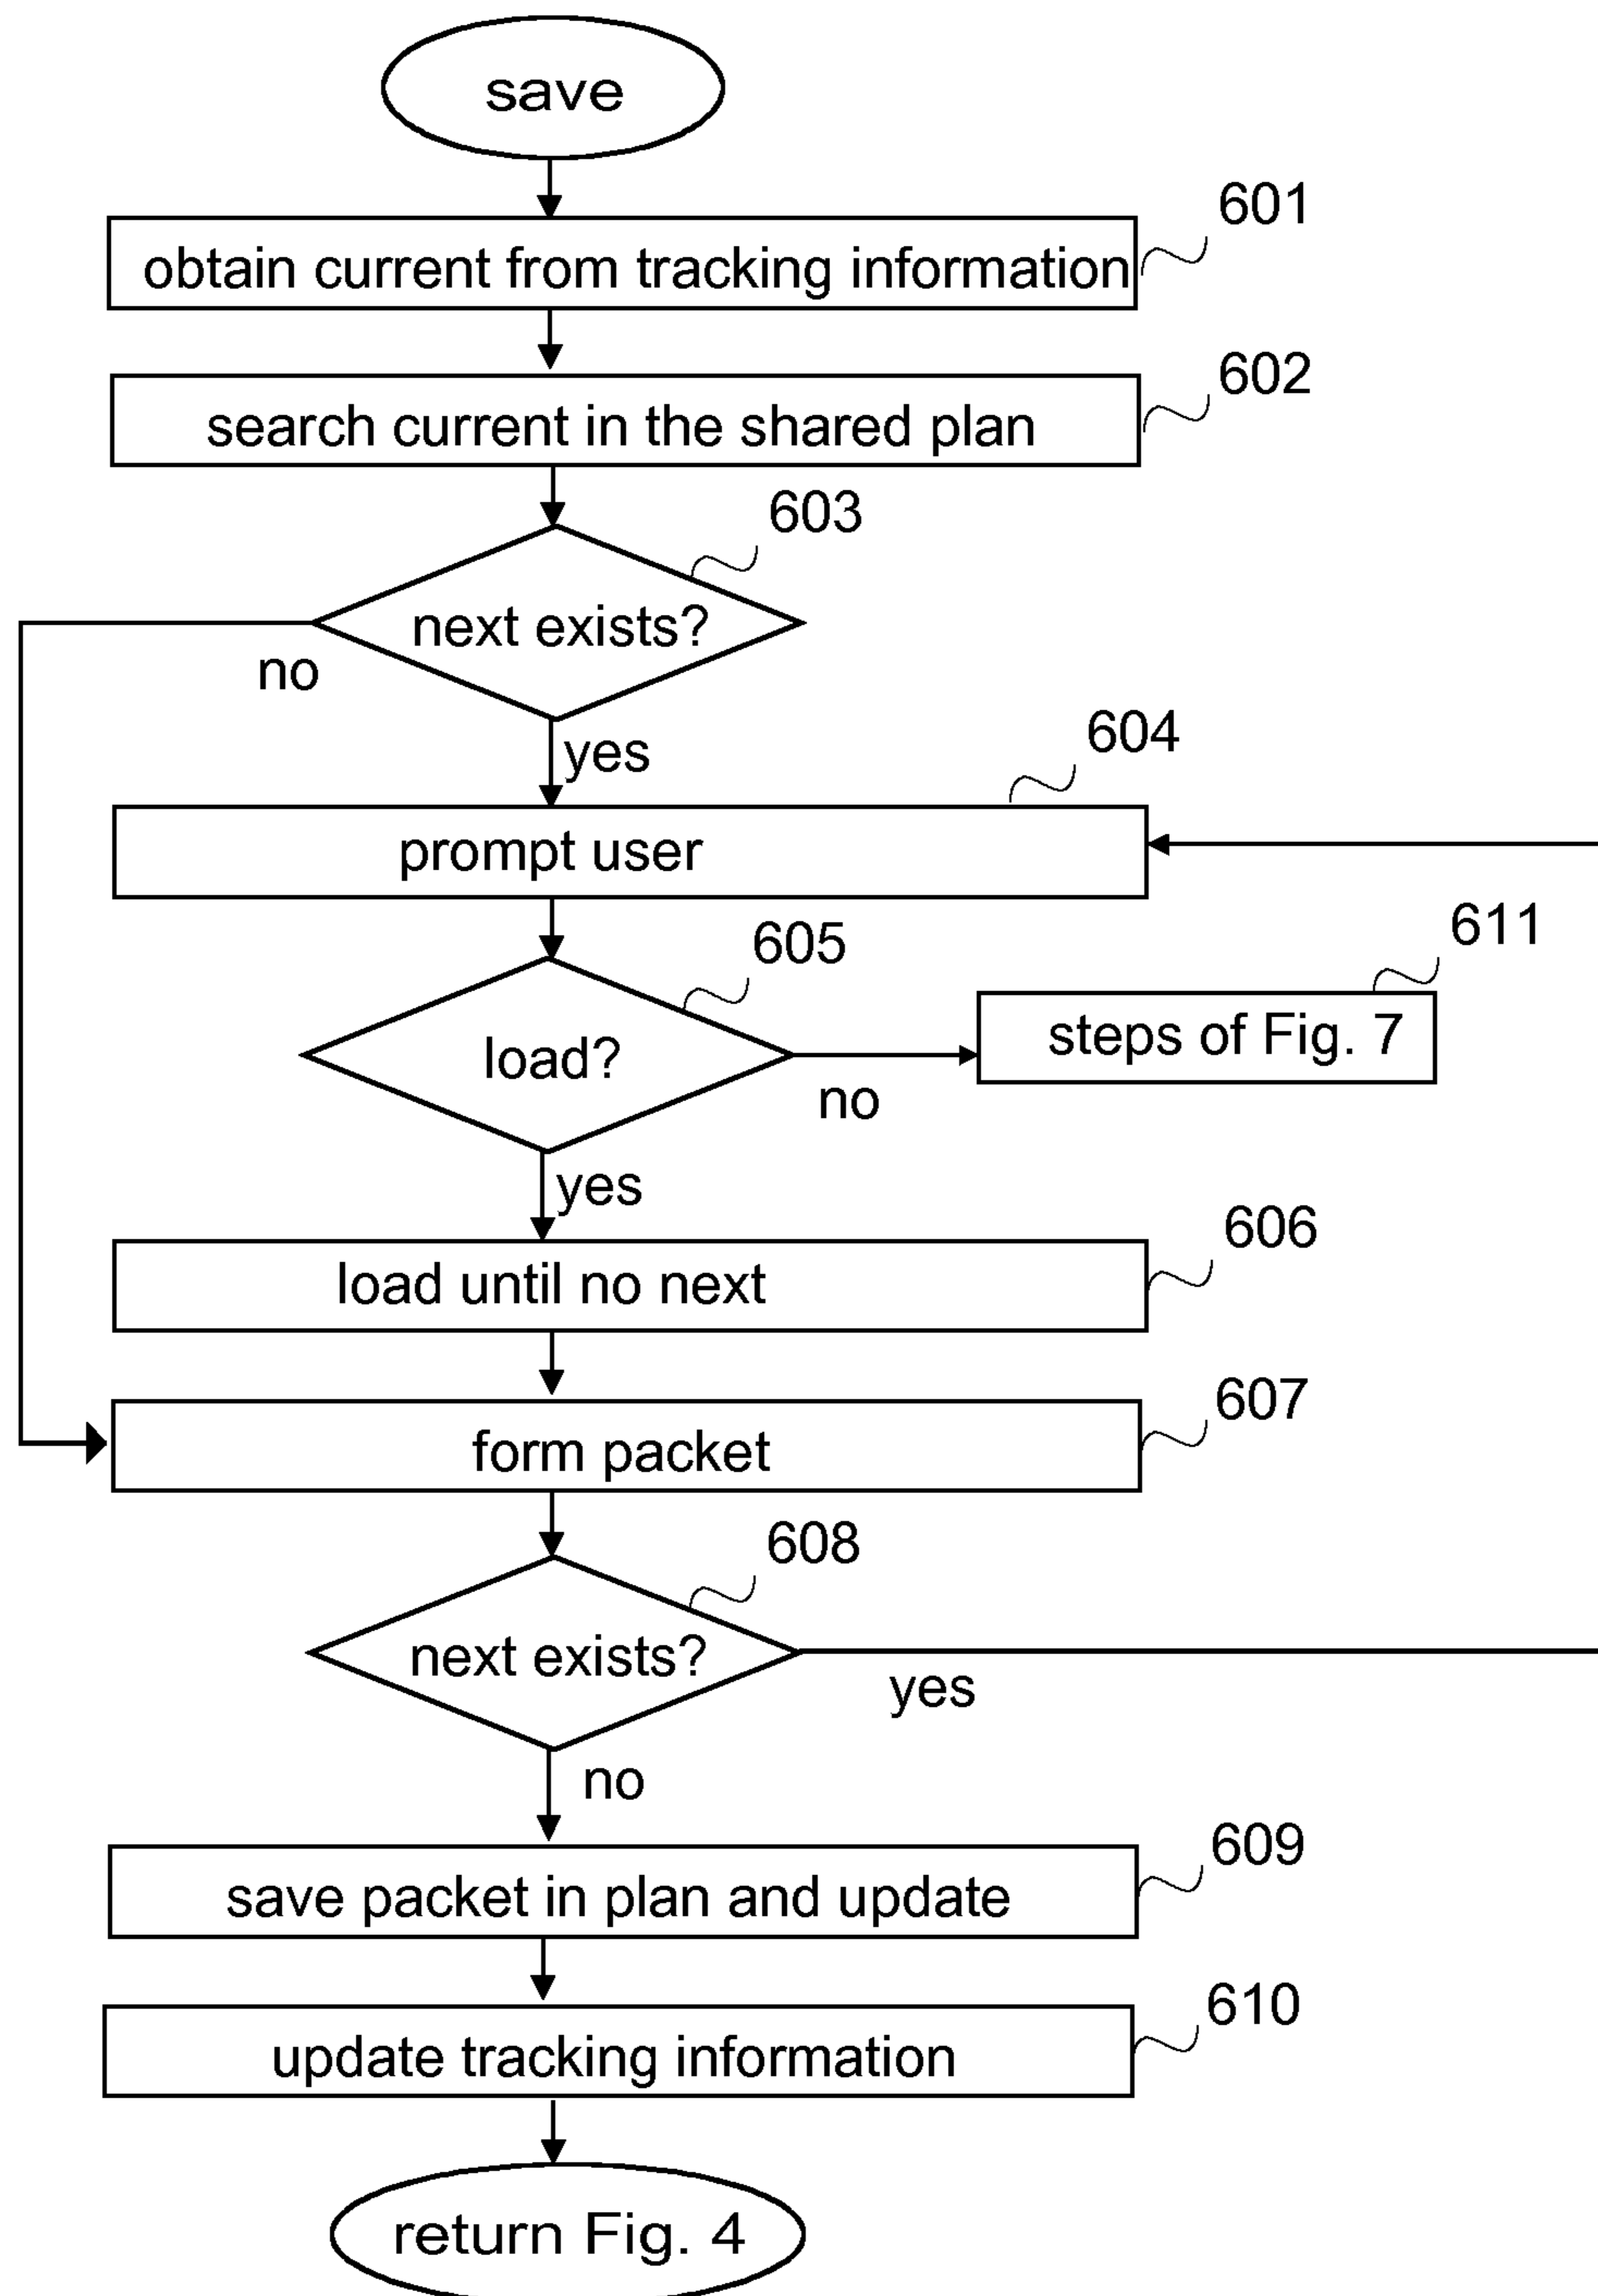 save
601
obtain current from tracking information
602
search current in the shared plan
603
next exists?
no
yes
604
prompt user
611
605
steps of Fig. 7
load?
no
yes
606
load until no next
607
form packet
608
next exists?
yes
no
609
save packet in plan and update
610
update tracking information
return Fig. 4